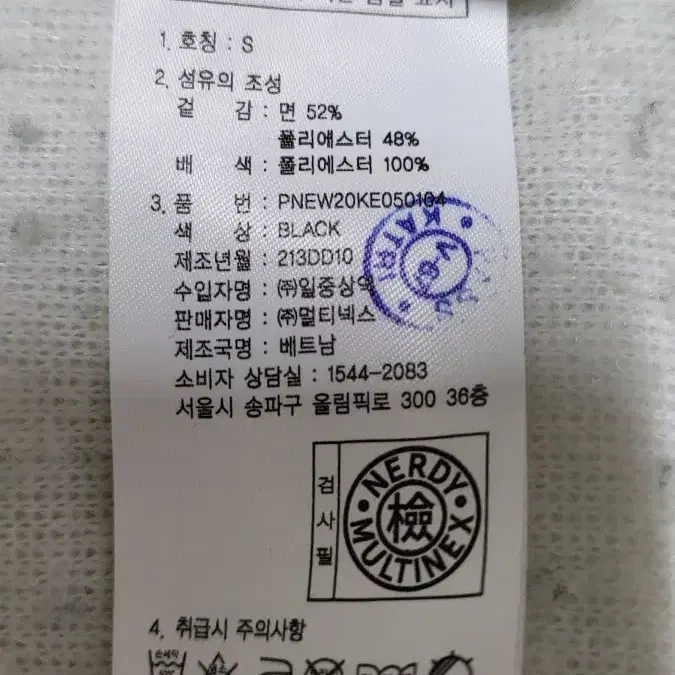 1. 호칭 : S
2. 섬유의 조성
겉 감 : 면 52%
폴리에스터 48%
배 색 : 폴리에스터 100%
3. 품 번 : PNEW20KE050104
색 상 : BLACK
제조년월 : 213DD10
수입자명 : ㈜일중상역
판매자명 : ㈜멀티넥스
제조국명 : 베트남
소비자 상담실 : 1544-2083
서울시 송파구 올림픽로 300 36층
KATRI
검사필
NERDY
檢
MULTINEX
4. 취급시 주의사항
손세탁